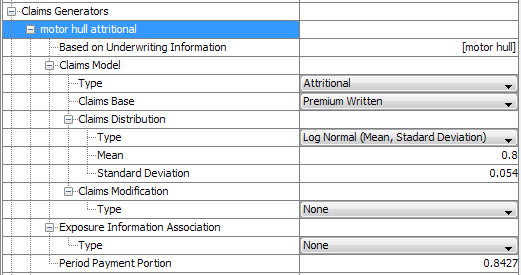 Claims Generators
motor hull attritional
Based on Underwriting Information [motor hull]
Claims Model
Type Attritional
Claims Base Premium Written
Claims Distribution
Type Log Normal (Mean, Stadard Deviation)
Mean 0.8
Standard Deviation 0.054
Claims Modification
Type None
Exposure Information Association
Type None
Period Payment Portion 0.8427